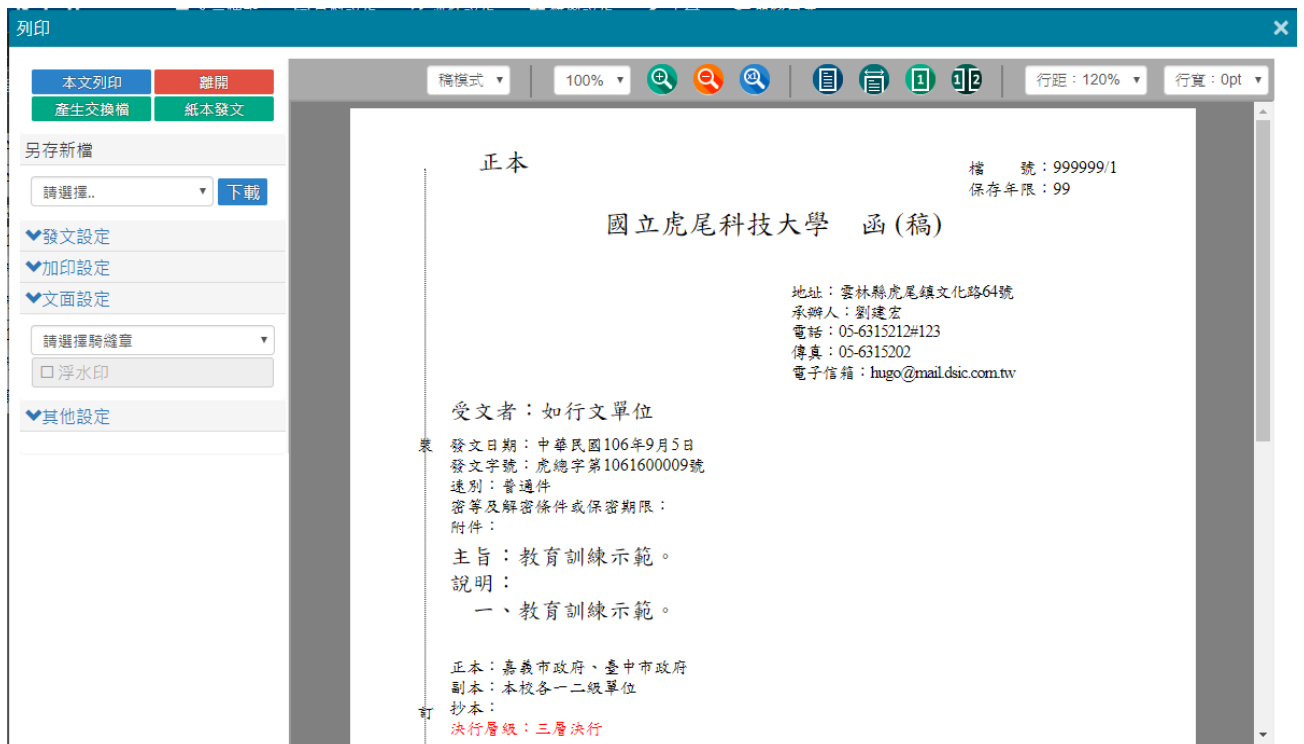 列印
本文列印 離開
產生交換檔 紙本發文
另存新檔
請選擇.. 下載
發文設定
加印設定
文面設定
請選擇騎縫章
浮水印
其他設定
稿模式 100% 行距：120% 行寬：0pt
正本
檔　號：999999/1
保存年限：99
國立虎尾科技大學　函(稿)
地址：雲林縣虎尾鎮文化路64號
承辦人：劉建宏
電話：05-6315212#123
傳真：05-6315202
電子信箱：hugo@mail.dsic.com.tw
受文者：如行文單位
裝
發文日期：中華民國106年9月5日
發文字號：虎總字第1061600009號
速別：普通件
密等及解密條件或保密期限：
附件：
主旨：教育訓練示範。
說明：
一、教育訓練示範。
正本：嘉義市政府、臺中市政府
副本：本校各一二級單位
抄本：
訂
決行層級：三層決行